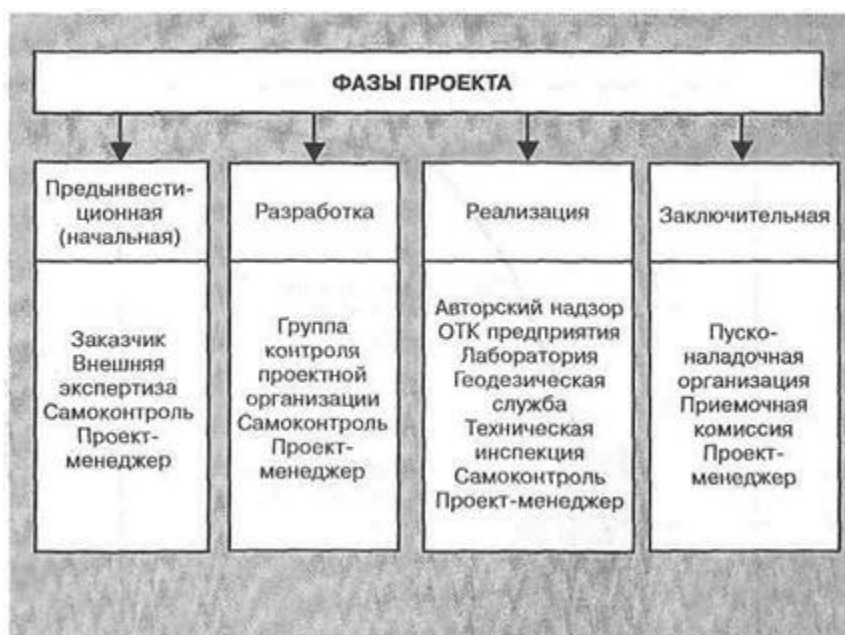 ФАЗЫ ПРОЕКТА
Предынвести-
ционная
(начальная)
Разработка
Реализация
Заключительная
Заказчик
Внешняя
экспертиза
Самоконтроль
Проект-
менеджер
Группа
контроля
проектной
организации
Самоконтроль
Проект-
менеджер
Авторский надзор
ОТК предприятия
Лаборатория
Геодезическая
служба
Техническая
инспекция
Самоконтроль
Проект-менеджер
Пуско-
наладочная
организация
Приемочная
комиссия
Проект-
менеджер